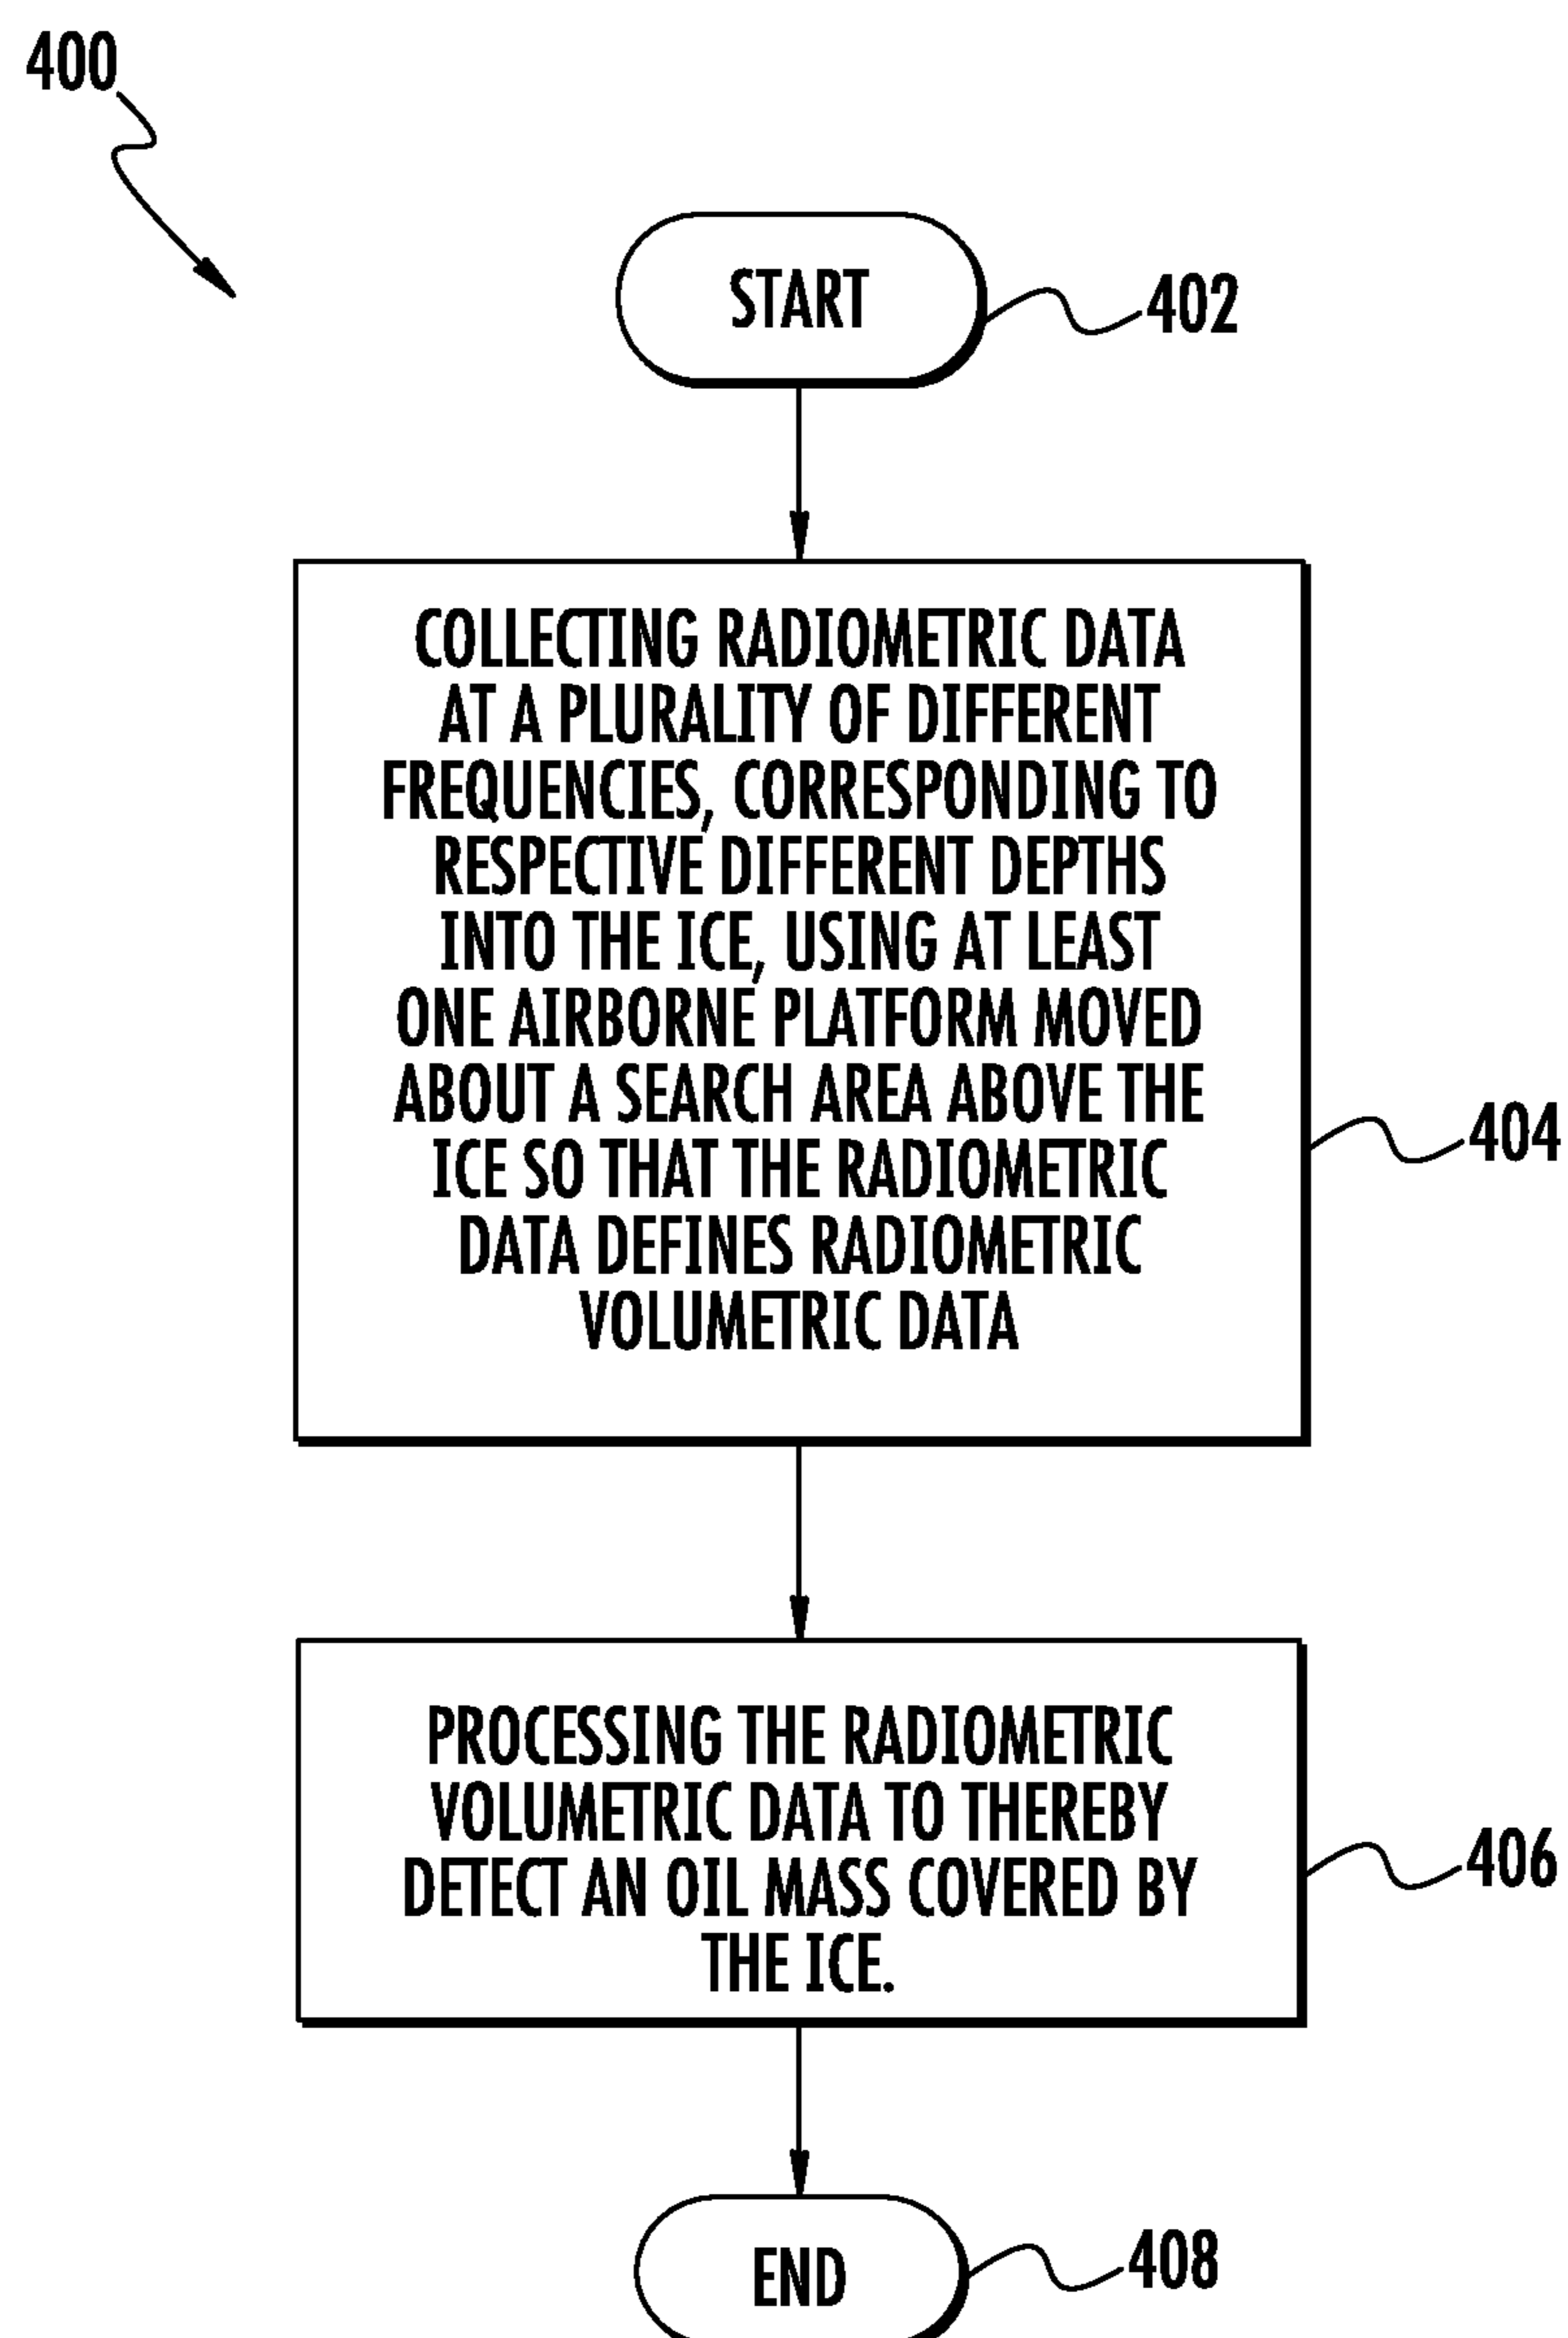 400
START
402
COLLECTING RADIOMETRIC DATA
AT A PLURALITY OF DIFFERENT
FREQUENCIES, CORRESPONDING TO
RESPECTIVE DIFFERENT DEPTHS
INTO THE ICE, USING AT LEAST
ONE AIRBORNE PLATFORM MOVED
ABOUT A SEARCH AREA ABOVE THE
ICE SO THAT THE RADIOMETRIC
DATA DEFINES RADIOMETRIC
VOLUMETRIC DATA
404
PROCESSING THE RADIOMETRIC
VOLUMETRIC DATA TO THEREBY
DETECT AN OIL MASS COVERED BY
THE ICE.
406
END
408